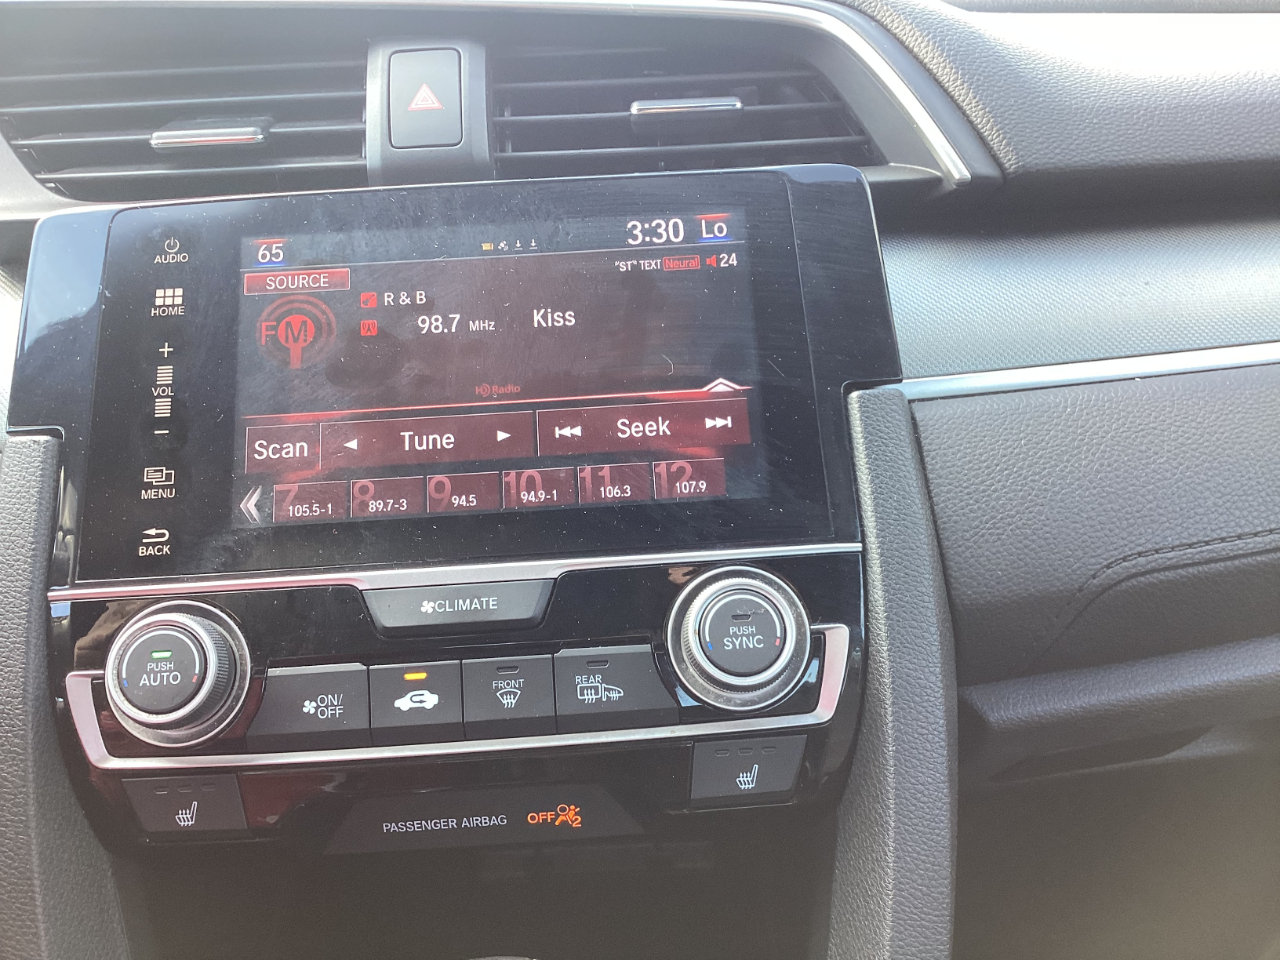 AUDIO
HOME
+
VOL
−
MENU
BACK
65
3:30 Lo
"ST" TEXT Neural 24
SOURCE
FM
R & B
98.7 MHz Kiss
HD Radio
Scan Tune Seek
7 105.5-1
8 89.7-3
9 94.5
10 94.9-1
11 106.3
12 107.9
CLIMATE
PUSH
AUTO
ON/
OFF
FRONT
REAR
PUSH
SYNC
PASSENGER AIRBAG OFF 2